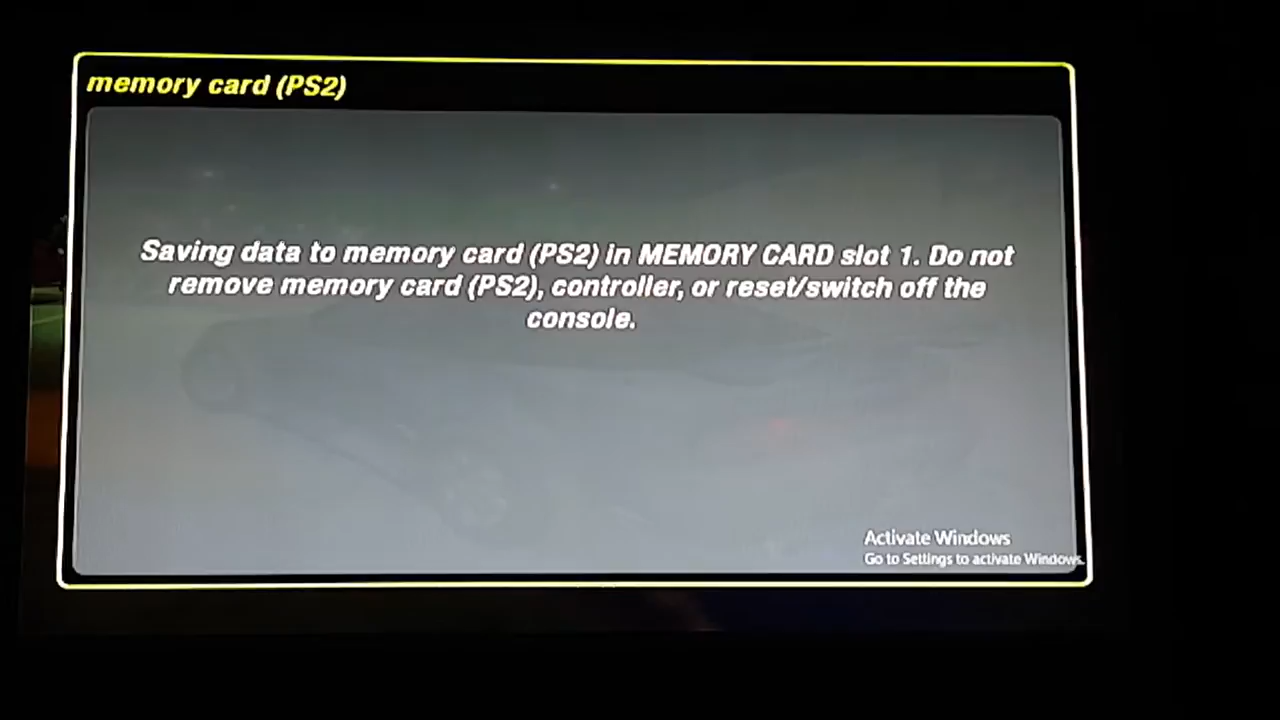 memory card (PS2)
Saving data to memory card (PS2) in MEMORY CARD slot 1. Do not
remove memory card (PS2), controller, or reset/switch off the
console.
Activate Windows
Go to Settings to activate Windows.